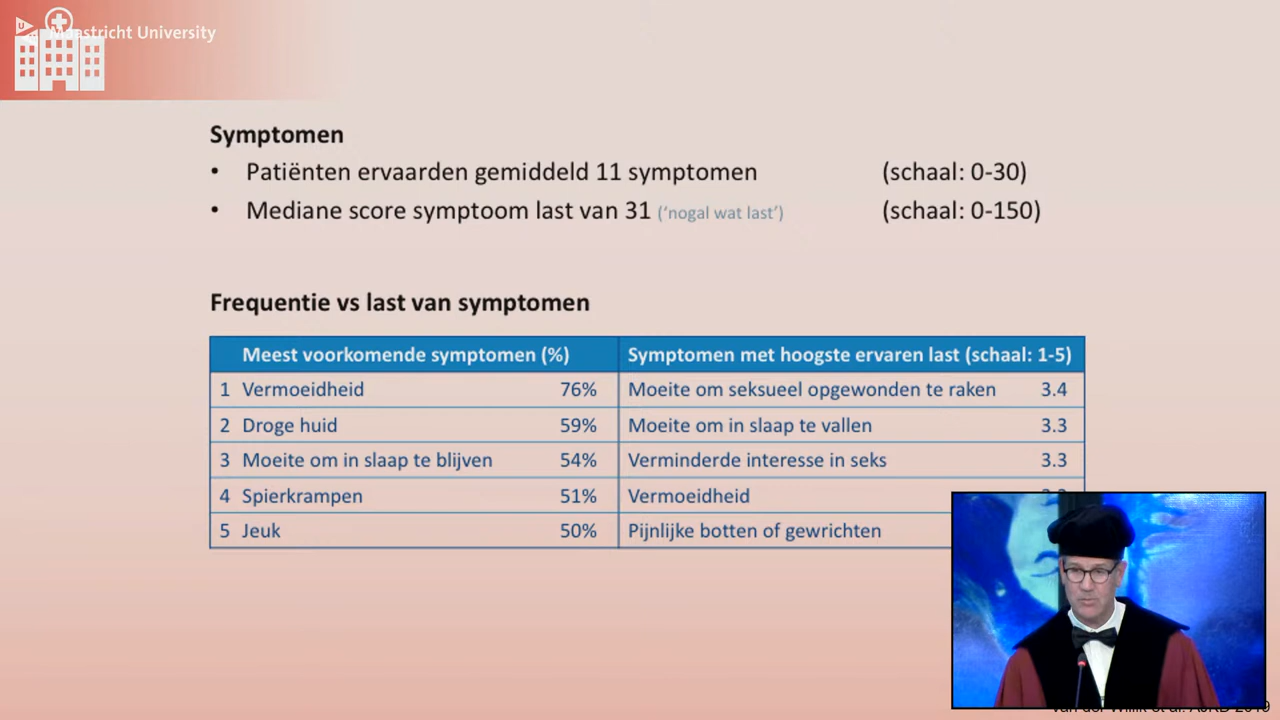 Maastricht University
Symptomen
• Patiënten ervaarden gemiddeld 11 symptomen (schaal: 0-30)
• Mediane score symptoom last van 31 ('nogal wat last') (schaal: 0-150)
Frequentie vs last van symptomen
Meest voorkomende symptomen (%) Symptomen met hoogste ervaren last (schaal: 1-5)
1 Vermoeidheid 76% Moeite om seksueel opgewonden te raken 3.4
2 Droge huid 59% Moeite om in slaap te vallen 3.3
3 Moeite om in slaap te blijven 54% Verminderde interesse in seks 3.3
4 Spierkrampen 51% Vermoeidheid
5 Jeuk 50% Pijnlijke botten of gewrichten